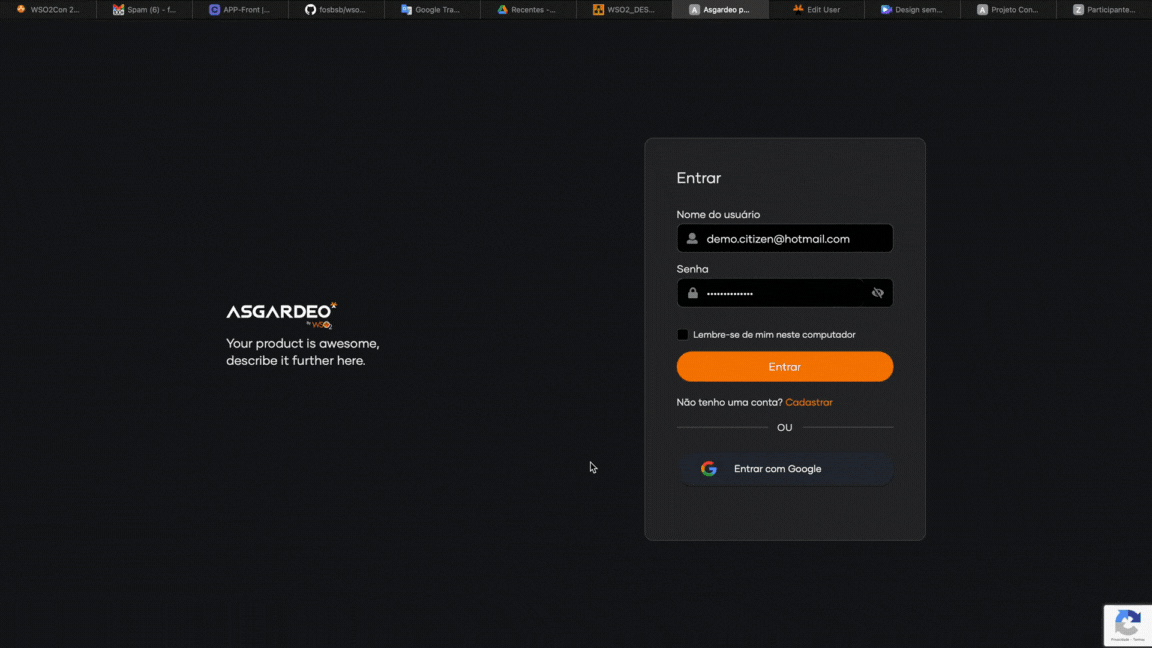 WSO2Con 2...
Spam (6) - f...
APP-Front (...
fosbsb/wso...
Google Tra...
Recentes -...
WSO2_DES...
Asgardeo p...
Edit User
Design sem...
Projeto Con...
Participante...
Entrar
Nome do usuário
demo.citizen@hotmail.com
Senha
••••••••••••••
Lembre-se de mim neste computador
Entrar
Não tenho uma conta? Cadastrar
OU
Entrar com Google
ASGARDEO
by WSO2
Your product is awesome,
describe it further here.
Privacidade - Termos